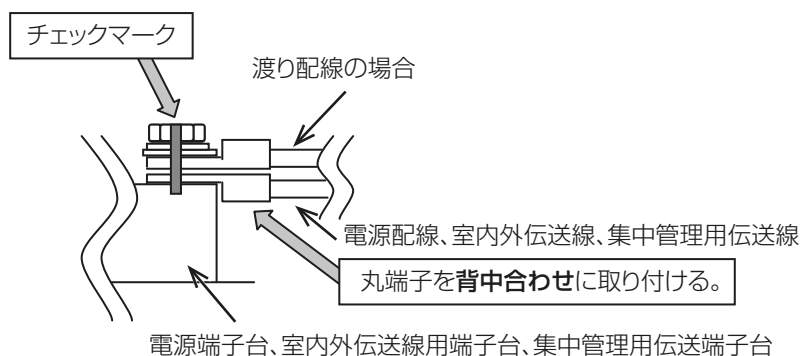 チェックマーク
渡り配線の場合
電源配線、室内外伝送線、集中管理用伝送線
丸端子を背中合わせに取り付ける。
電源端子台、室内外伝送線用端子台、集中管理用伝送端子台